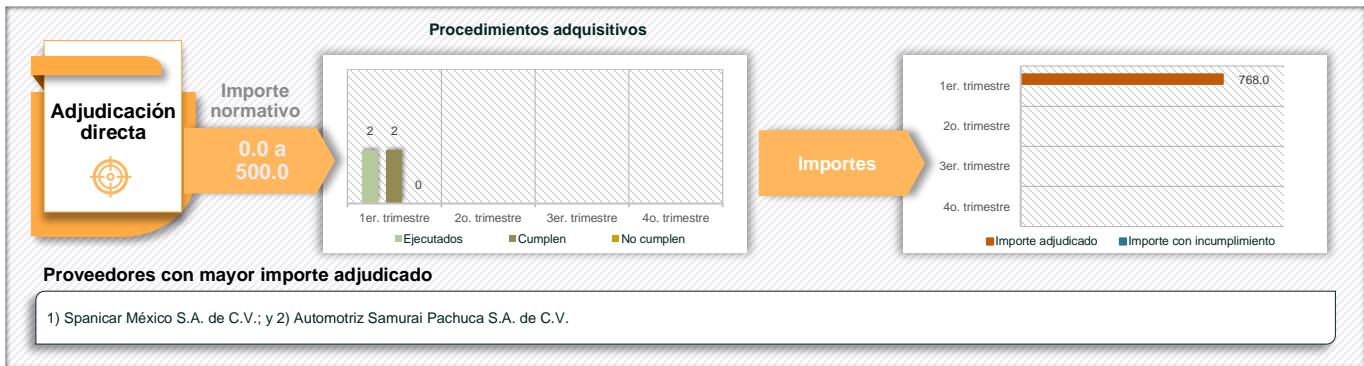 Procedimientos adquisitivos
Adjudicación
directa
Importe
normativo
0.0 a
500.0
2 2
0
1er. trimestre 2o. trimestre 3er. trimestre 4o. trimestre
Ejecutados Cumplen No cumplen
Importes
1er. trimestre 768.0
2o. trimestre
3er. trimestre
4o. trimestre
Importe adjudicado Importe con incumplimiento
Proveedores con mayor importe adjudicado
1) Spanicar México S.A. de C.V.; y 2) Automotriz Samurai Pachuca S.A. de C.V.